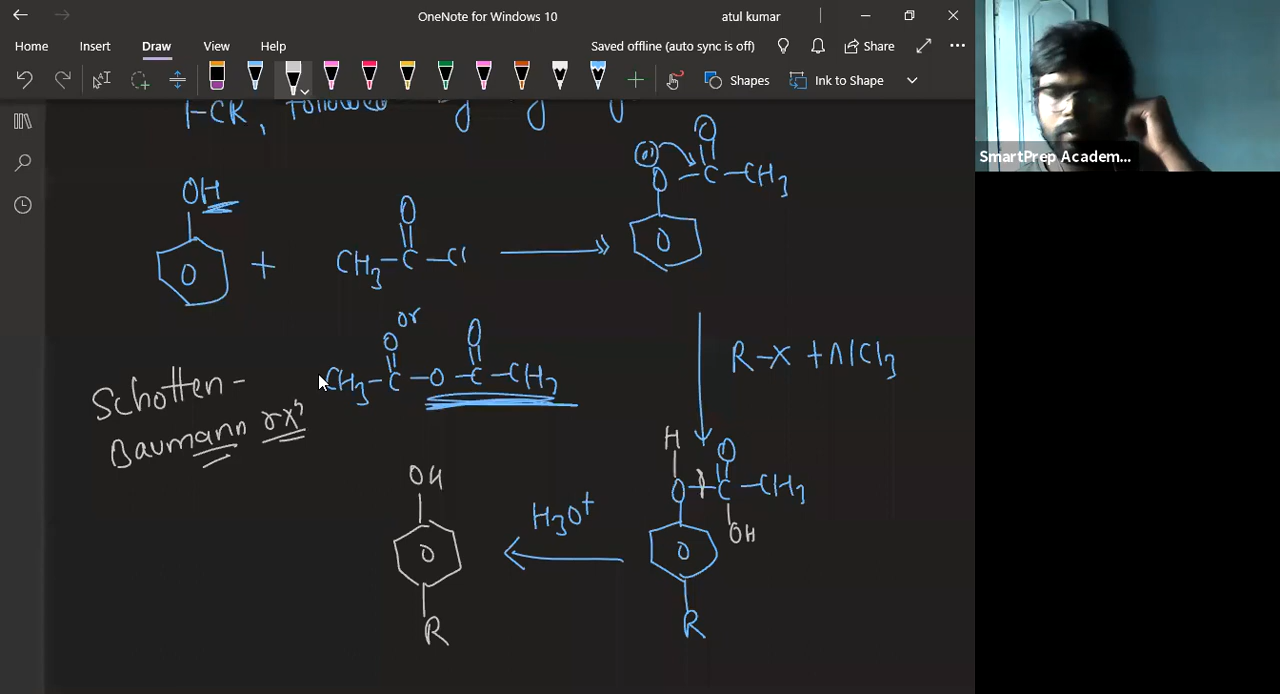 OneNote for Windows 10
atul kumar
Home Insert Draw View Help
Saved offline (auto sync is off)
Share
Shapes
Ink to Shape
SmartPrep Academ...
FCR, followed
OH
+
CH3-C-Cl
O
O
O-C-CH3
O
or
O
O
CH3-C-O-C-CH3
Schotten-
Baumann rxn
R-X + AlCl3
H
O
O-C-CH3
OH
O
R
H3O+
OH
O
R